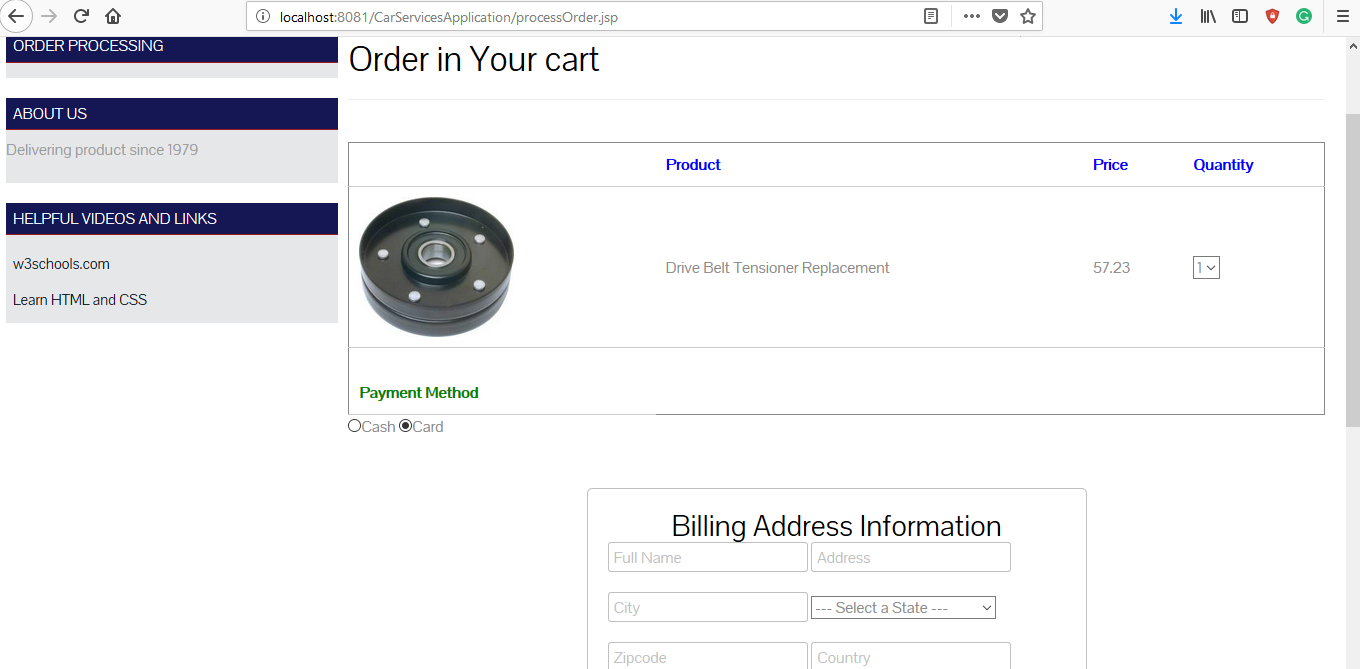 localhost:8081/CarServicesApplication/processOrder.jsp
ORDER PROCESSING
ABOUT US
Delivering product since 1979
HELPFUL VIDEOS AND LINKS
w3schools.com
Learn HTML and CSS
Order in Your cart
Product Price Quantity
Drive Belt Tensioner Replacement 57.23 1
Payment Method
Cash Card
Billing Address Information
Full Name Address
City --- Select a State ---
Zipcode Country